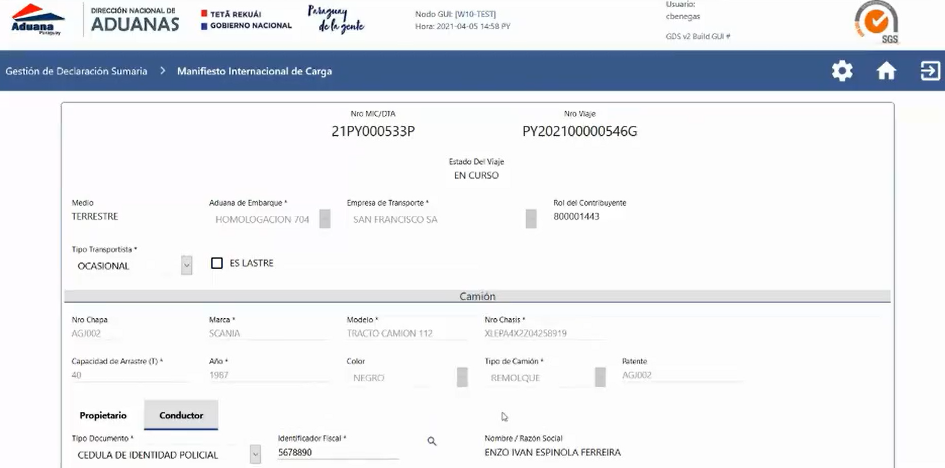 Aduana
Paraguay
DIRECCIÓN NACIONAL DE
ADUANAS
TETÃ REKUÁI
GOBIERNO NACIONAL
Paraguay
de la gente
Nodo GUI: [W10-TEST]
Hora: 2021-04-05 14:58 PY
Usuario:
cbenegas
GDS v2 Build GUI #
SGS
Gestión de Declaración Sumaria > Manifiesto Internacional de Carga
Nro MIC/DTA Nro Viaje
21PY000533P PY202100000546G
Estado Del Viaje
EN CURSO
Medio Aduana de Embarque * Empresa de Transporte * Rol del Contribuyente
TERRESTRE HOMOLOGACION 704 SAN FRANCISCO SA 800001443
Tipo Transportista *
OCASIONAL ES LASTRE
Camión
Nro Chapa Marca * Modelo * Nro Chasis *
AGJ002 SCANIA TRACTO CAMION 112 XLEPA4X2Z04258919
Capacidad de Arrastre (T) * Año * Color Tipo de Camión * Patente
40 1987 NEGRO REMOLQUE AGJ002
Propietario Conductor
Tipo Documento * Identificador Fiscal * Nombre / Razón Social
CEDULA DE IDENTIDAD POLICIAL 5678890 ENZO IVAN ESPINOLA FERREIRA